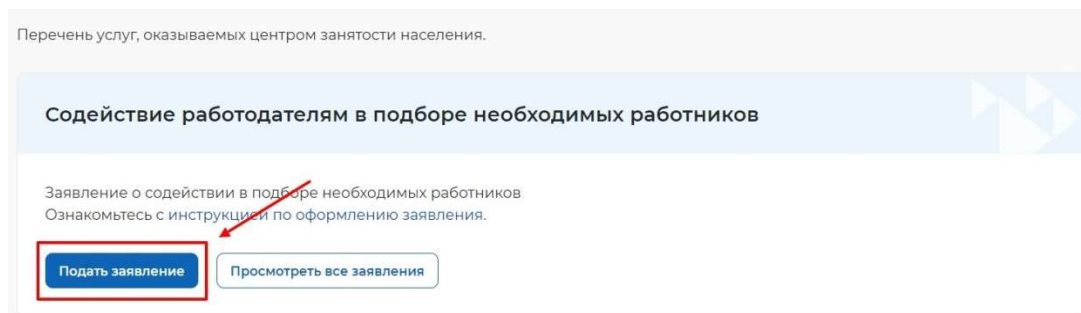 Перечень услуг, оказываемых центром занятости населения.
Содействие работодателям в подборе необходимых работников
Заявление о содействии в подборе необходимых работников
Ознакомьтесь с инструкцией по оформлению заявления.
Подать заявление
Просмотреть все заявления